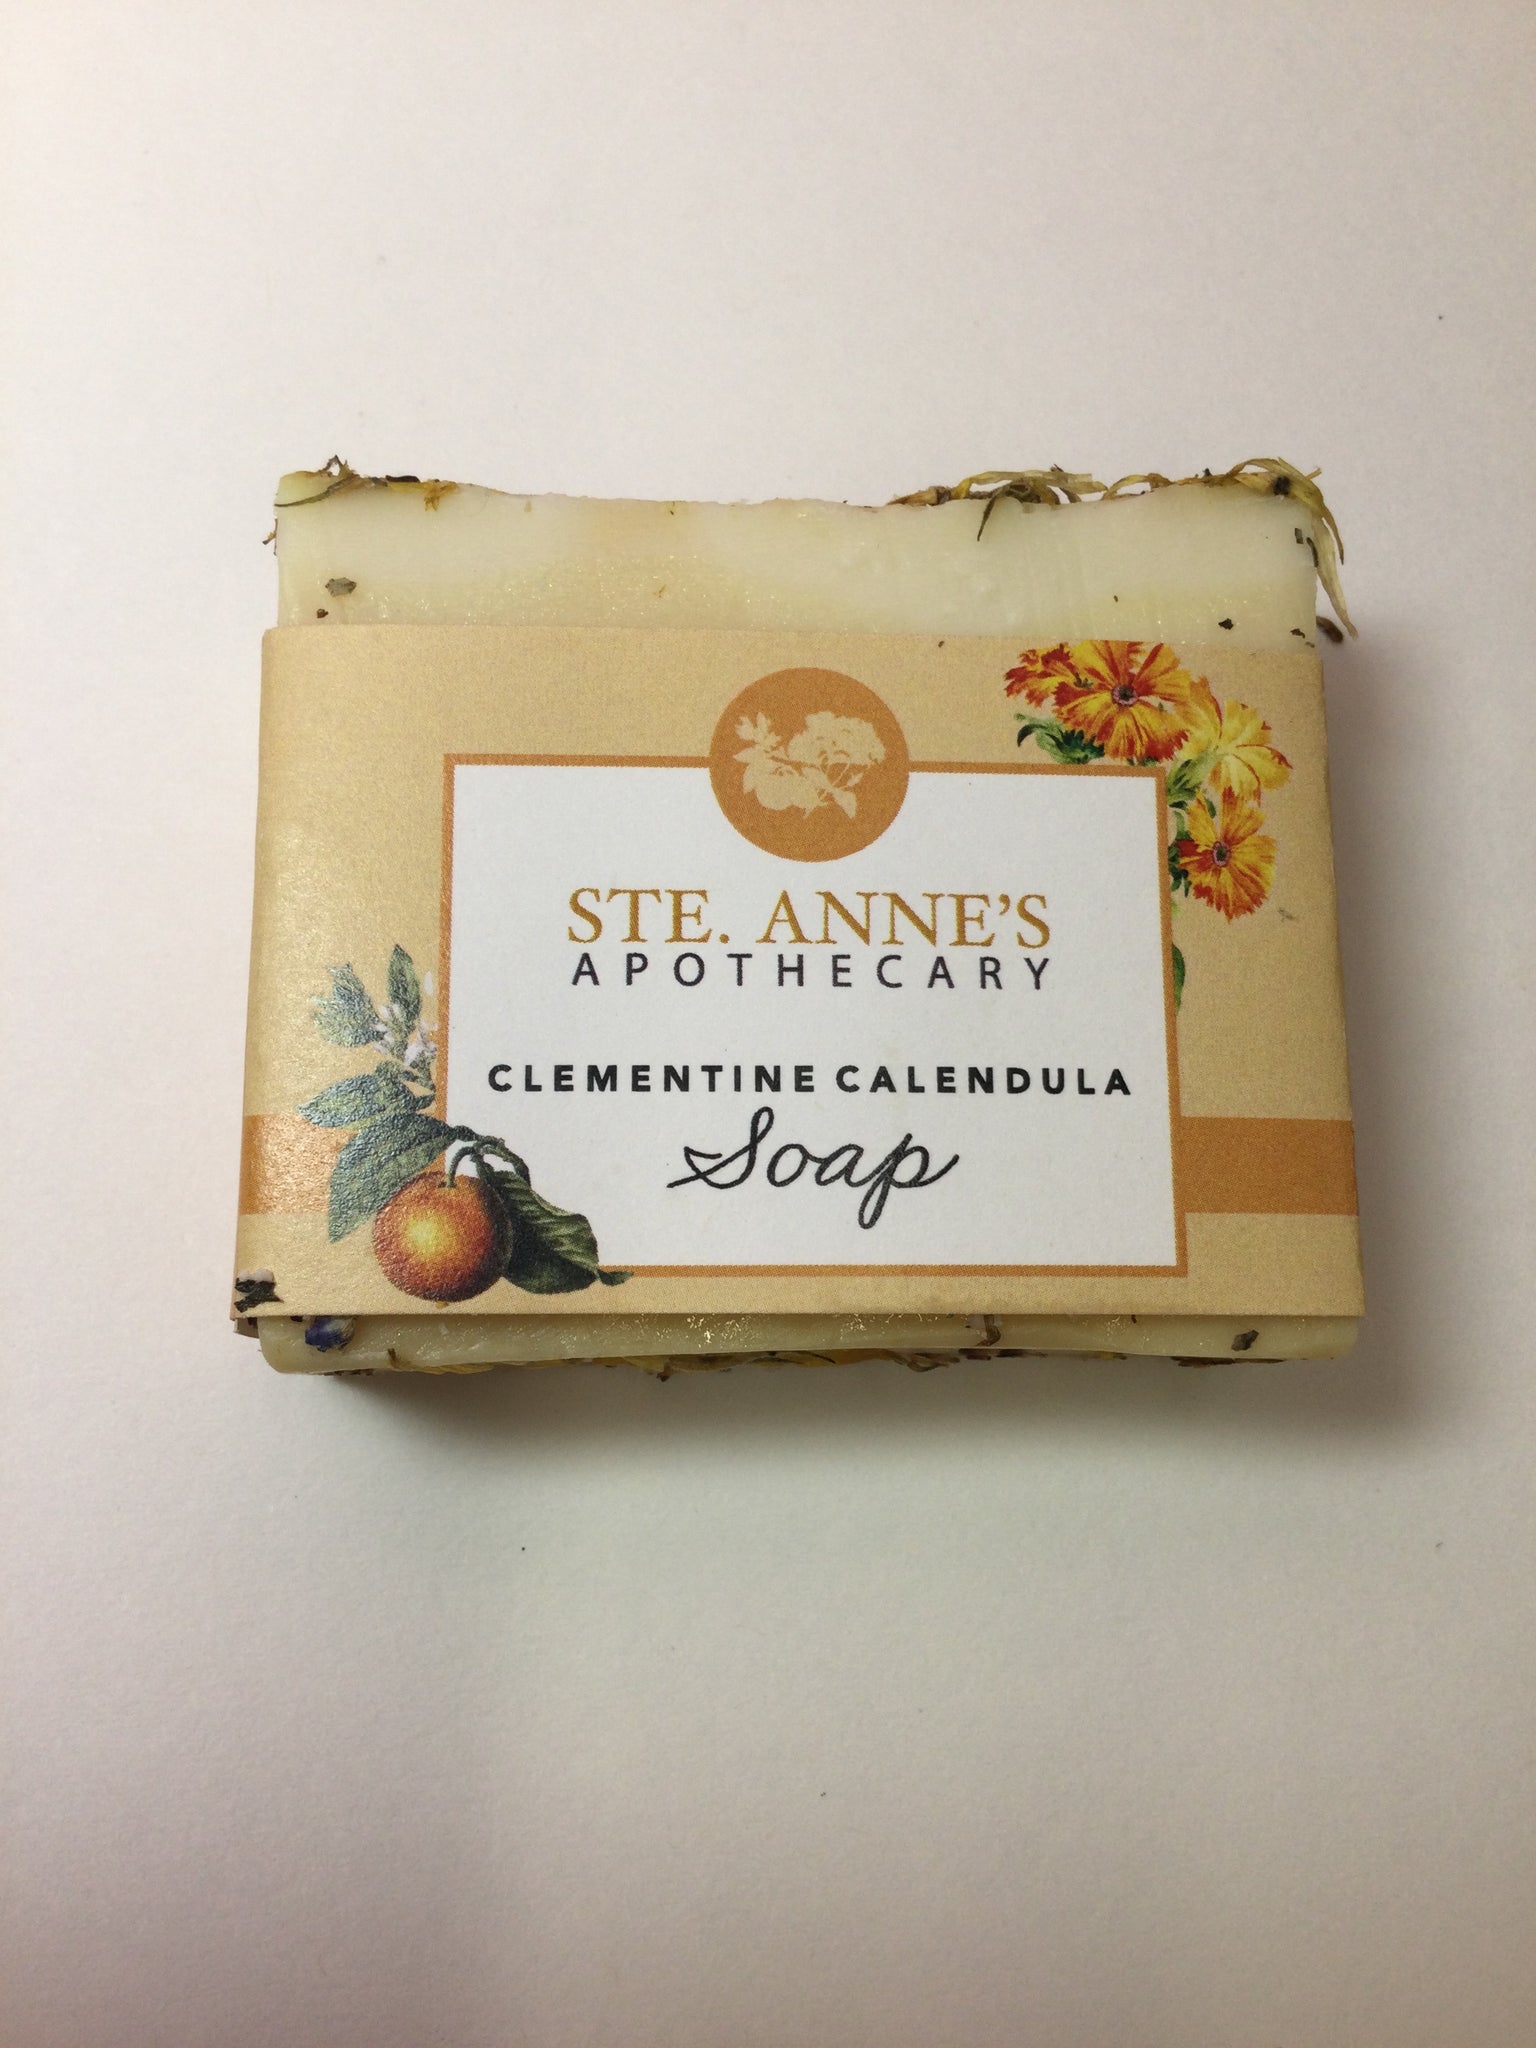 STE. ANNE'S
APOTHECARY
CLEMENTINE CALENDULA
Soap